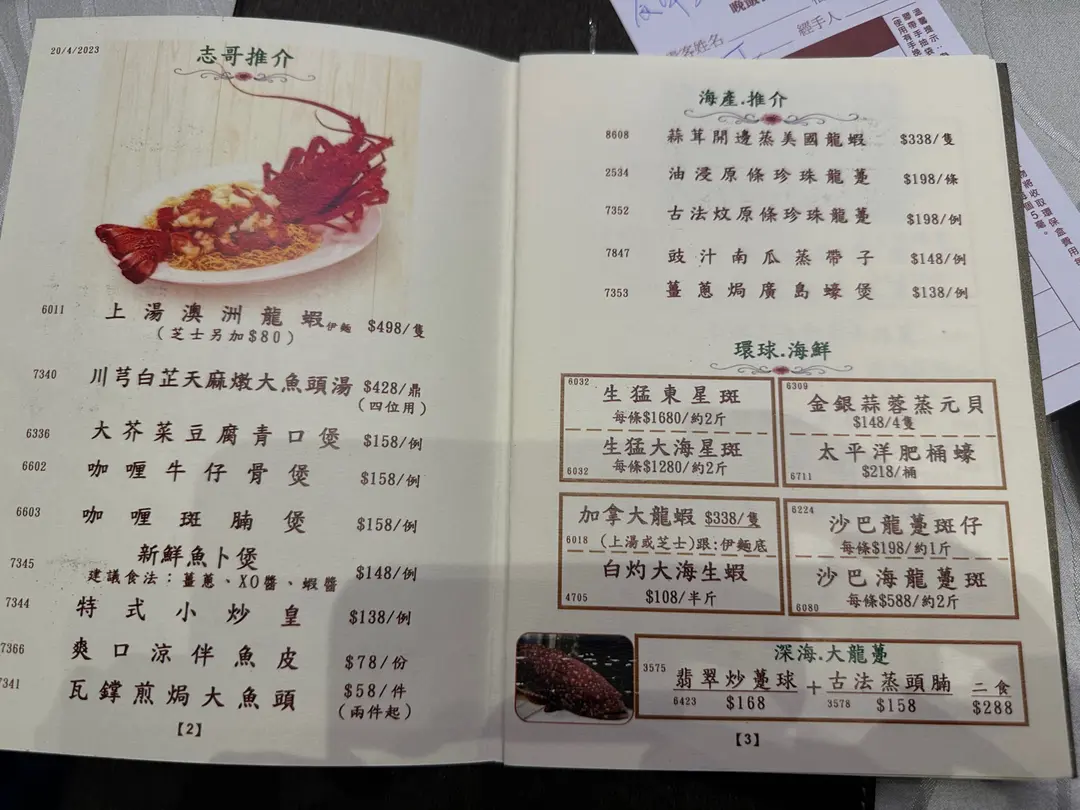 20/4/2023
志哥推介
6011 上湯澳洲龍蝦伊麵 $498/隻
(芝士另加$80)
7340 川芎白芷天麻燉大魚頭湯 $428/鼎
(四位用)
6336 大芥菜豆腐青口煲 $158/例
6602 咖喱牛仔骨煲 $158/例
6603 咖喱斑腩煲 $158/例
7345 新鮮魚卜煲 $148/例
建議食法：薑蔥、XO醬、蝦醬
7344 特式小炒皇 $138/例
7366 爽口涼伴魚皮 $78/份
7341 瓦鐣煎焗大魚頭 $58/件
(兩件起)
【2】
海產.推介
8608 蒜茸開邊蒸美國龍蝦 $338/隻
2534 油浸原條珍珠龍躉 $198/條
7352 古法炆原條珍珠龍躉 $198/例
7847 豉汁南瓜蒸帶子 $148/例
7353 薑蔥焗廣島蠔煲 $138/例
環球.海鮮
6032 生猛東星斑
每條$1680/約2斤
生猛大海星斑
6032 每條$1280/約2斤
6309 金銀蒜蓉蒸元貝
$148/4隻
太平洋肥桶蠔
6711 $218/桶
加拿大龍蝦 $338/隻
6018 (上湯或芝士)跟:伊麵底
白灼大海生蝦
4705 $108/半斤
6224 沙巴龍躉斑仔
每條$198/約1斤
沙巴海龍躉斑
6080 每條$588/約2斤
深海.大龍躉
3575 翡翠炒躉球+古法蒸頭腩 二食
6423 $168 3578 $158 $288
【3】
經手人
客姓名
溫馨提示: